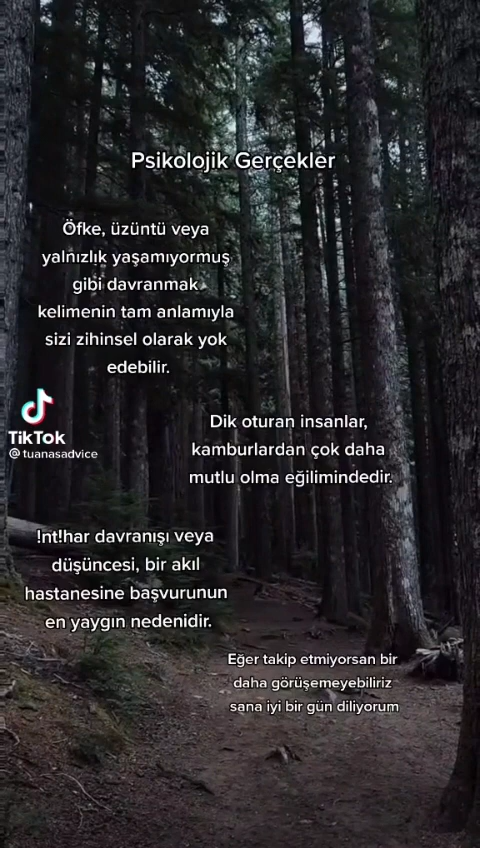 Psikolojik Gerçekler
Öfke, üzüntü veya
yalnızlık yaşamıyormuş
gibi davranmak
kelimenin tam anlamıyla
sizi zihinsel olarak yok
edebilir.
Dik oturan insanlar,
kamburlardan çok daha
mutlu olma eğilimindedir.
TikTok
@tuanasadvice
!nt!har davranışı veya
düşüncesi, bir akıl
hastanesine başvurunun
en yaygın nedenidir.
Eğer takip etmiyorsan bir
daha görüşemeyebiliriz
sana iyi bir gün diliyorum